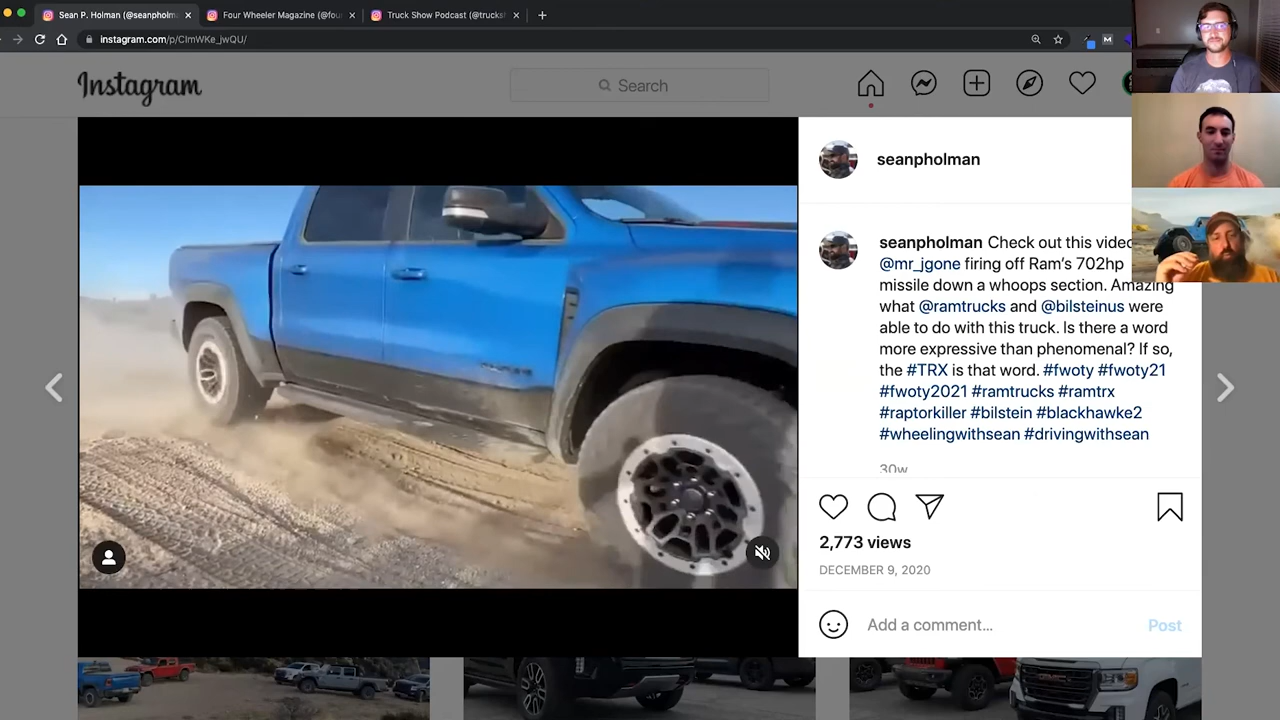 Sean P. Holman (@seanpholm
Four Wheeler Magazine (@fou
Truck Show Podcast (@trucks
instagram.com/p/CImWKe_jwQU/
Instagram
Search
seanpholman
seanpholman Check out this video
@mr_jgone firing off Ram's 702hp
missile down a whoops section. Amazing
what @ramtrucks and @bilsteinus were
able to do with this truck. Is there a word
more expressive than phenomenal? If so,
the #TRX is that word. #fwoty #fwoty21
#fwoty2021 #ramtrucks #ramtrx
#raptorkiller #bilstein #blackhawke2
#wheelingwithsean #drivingwithsean
30w
2,773 views
DECEMBER 9, 2020
Add a comment...
Post